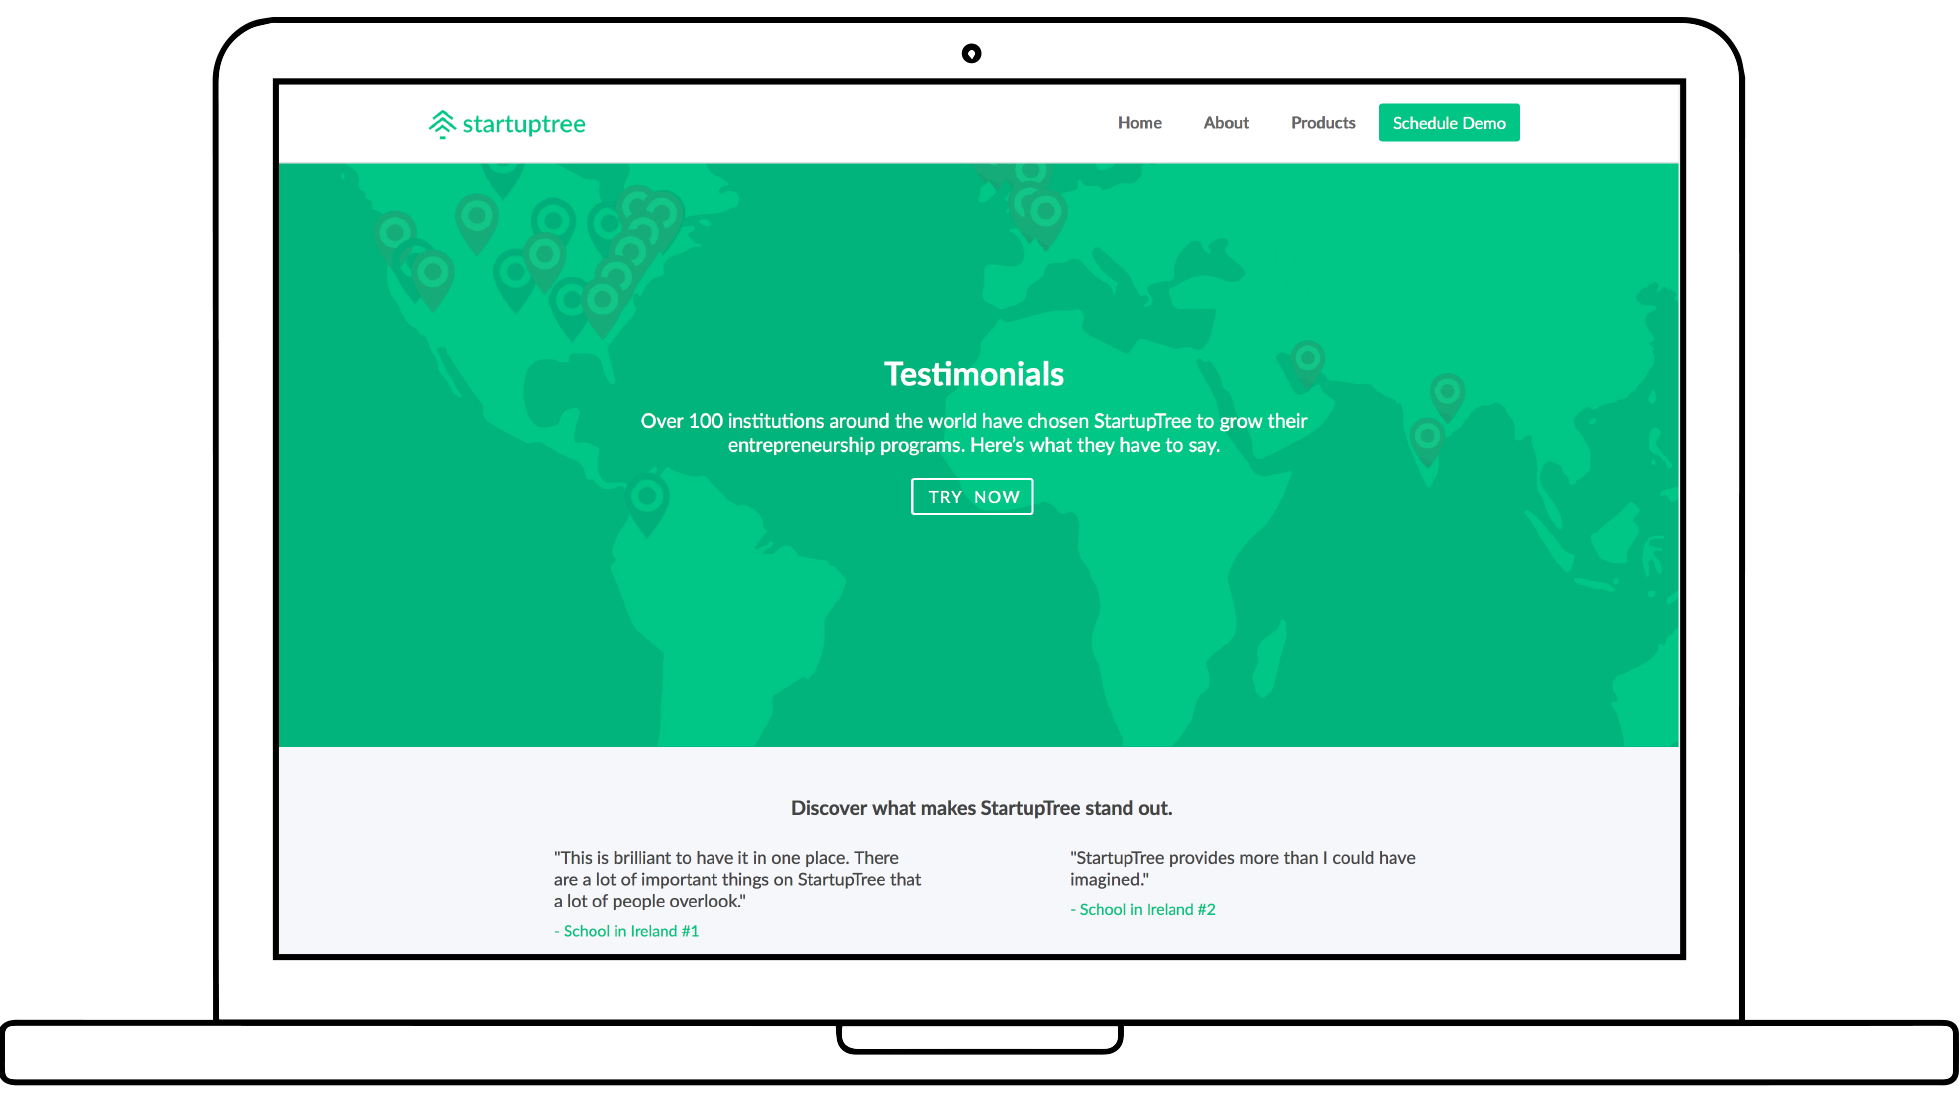 startuptree
Home
About
Products
Schedule Demo
Testimonials
Over 100 institutions around the world have chosen StartupTree to grow their
entrepreneurship programs. Here's what they have to say.
TRY NOW
Discover what makes StartupTree stand out.
"This is brilliant to have it in one place. There
are a lot of important things on StartupTree that
a lot of people overlook."
- School in Ireland #1
"StartupTree provides more than I could have
imagined."
- School in Ireland #2